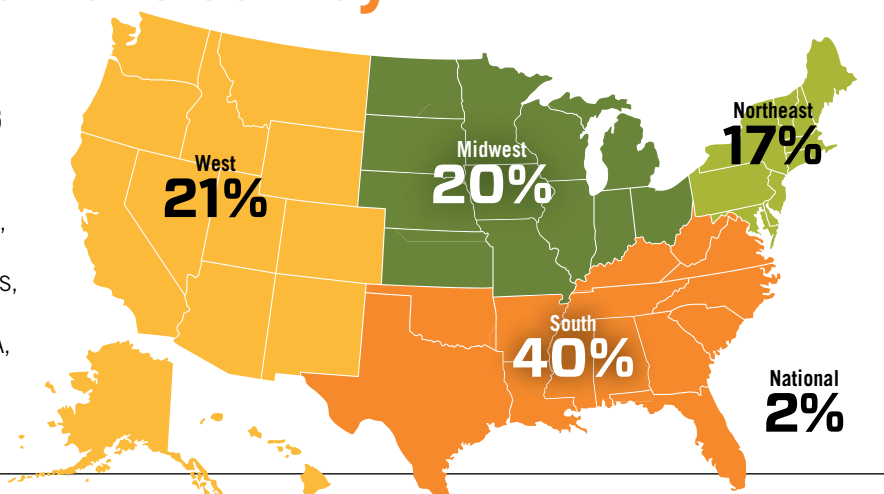 West
21%
Midwest
20%
Northeast
17%
South
40%
National
2%
S,
A,